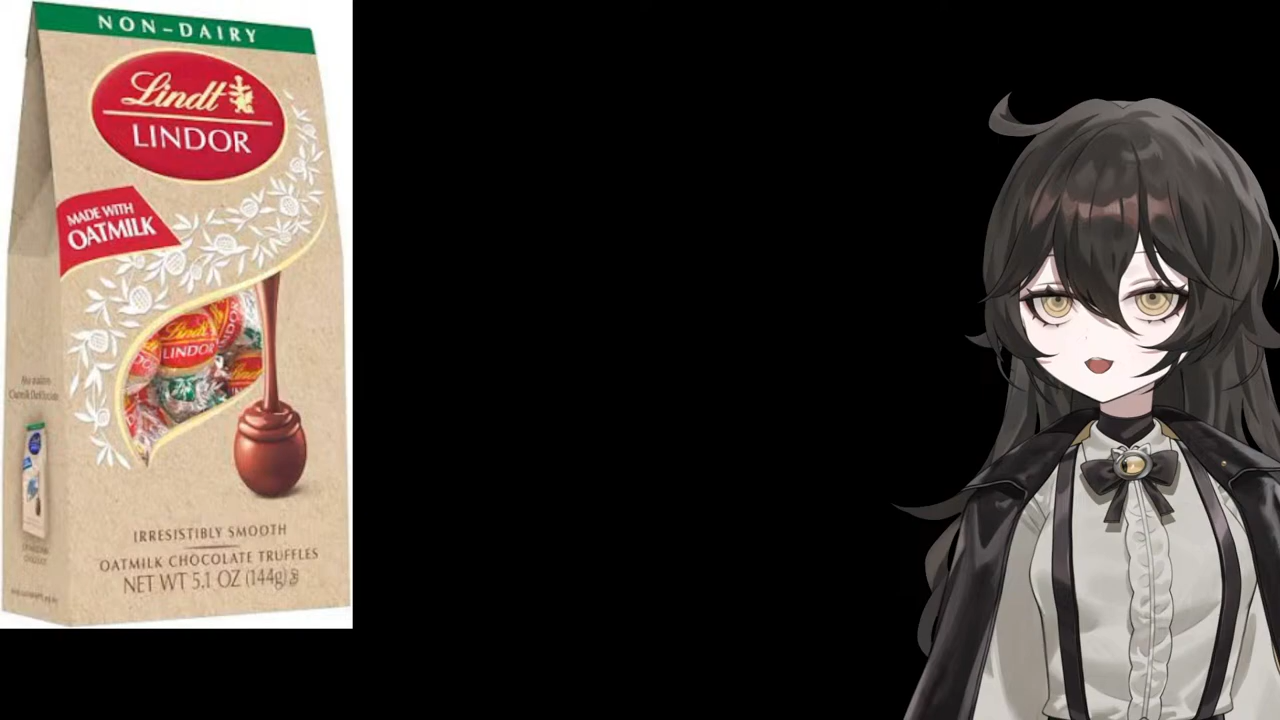 NON-DAIRY
Lindt
LINDOR
MADE WITH
OATMILK
Lindt
LINDOR
IRRESISTIBLY SMOOTH
OATMILK CHOCOLATE TRUFFLES
NET WT 5.1 OZ (144g)